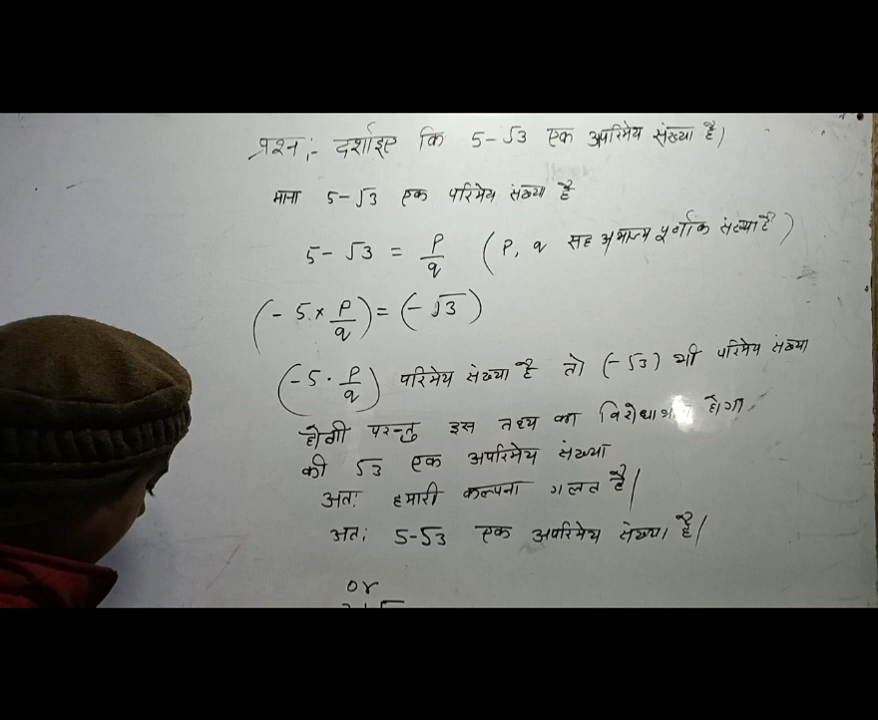 प्रश्न :- दर्शाइए कि 5-√3 एक अपरिमेय संख्या है।
माना 5-√3 एक परिमेय संख्या है
5-√3 = P/q (P, q सह अभाज्य पूर्णांक संख्या है)
(-5 × P/q) = (-√3)
(-5 · P/q) परिमेय संख्या है तो (-√3) भी परिमेय संख्या
होगी परन्तु इस तथ्य का होगा
की √3 एक अपरिमेय संख्या
अतः हमारी कल्पना गलत है।
अतः 5-√3 एक अपरिमेय संख्या है।
or